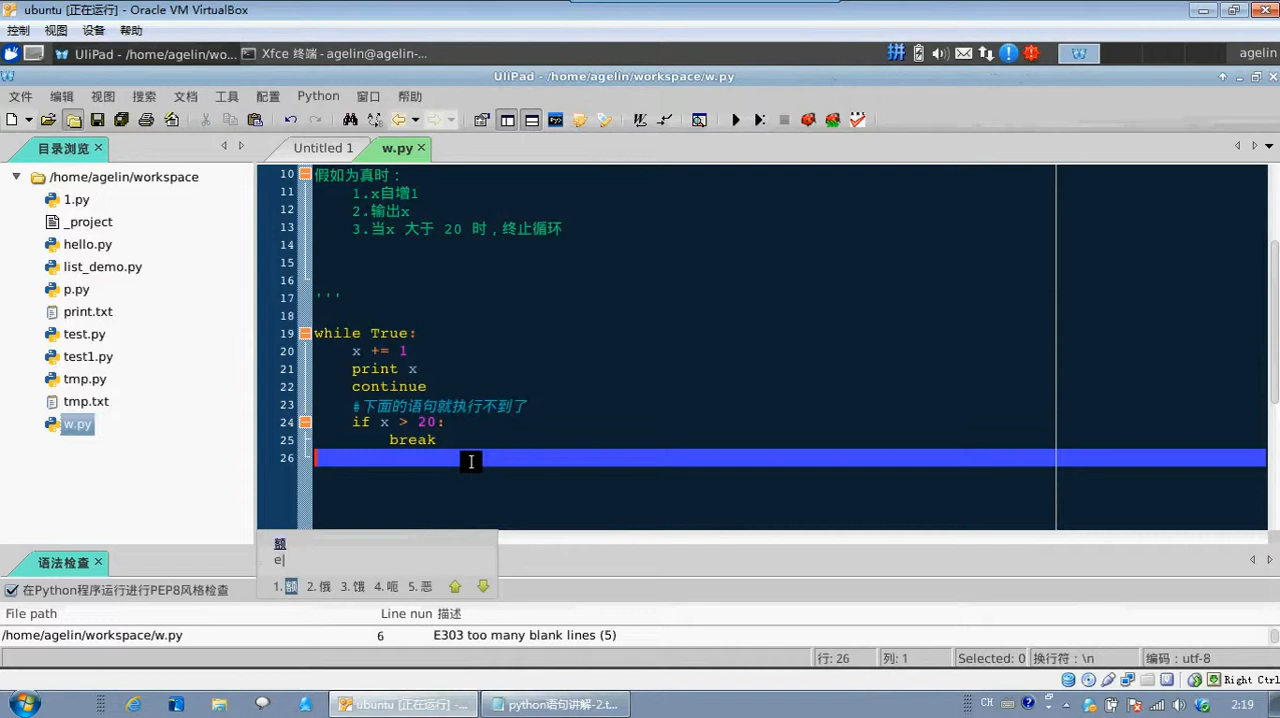 ubuntu [正在运行] - Oracle VM VirtualBox
控制 视图 设备 帮助
UliPad - /home/agelin/wo... Xfce 终端 - agelin@agelin-... 拼 agelin
UliPad - /home/agelin/workspace/w.py
文件 编辑 视图 搜索 文档 工具 配置 Python 窗口 帮助
目录浏览 Untitled 1 w.py
/home/agelin/workspace
1.py
_project
hello.py
list_demo.py
p.py
print.txt
test.py
test1.py
tmp.py
tmp.txt
w.py
10 假如为真时：
11 1.x自增1
12 2.输出x
13 3.当x 大于 20 时，终止循环
14
15
16
17 '''
18
19 while True:
20 x += 1
21 print x
22 continue
23 #下面的语句就执行不到了
24 if x > 20:
25 break
26
额
e
1.额 2.俄 3.饿 4.呃 5.恶
语法检查
在Python程序运行进行PEP8风格检查
File path Line nun 描述
/home/agelin/workspace/w.py 6 E303 too many blank lines (5)
行: 26 列: 1 Selected: 0 换行符：\n 编码：utf-8
Right Ctrl
ubuntu [正在运行] -... python语句讲解-2.t... CH 2:19